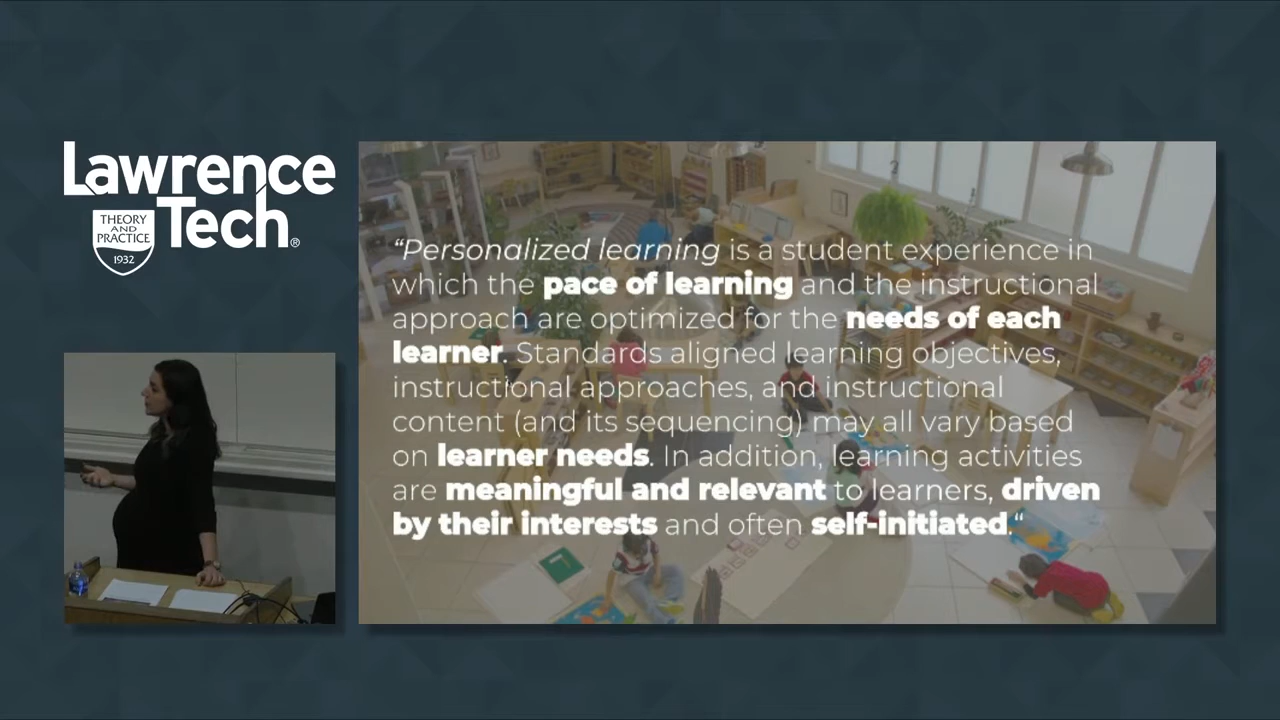 Lawrence
Tech®
THEORY
AND
PRACTICE
1932
“Personalized learning is a student experience in
which the pace of learning and the instructional
approach are optimized for the needs of each
learner. Standards aligned learning objectives,
instructional approaches, and instructional
content (and its sequencing) may all vary based
on learner needs. In addition, learning activities
are meaningful and relevant to learners, driven
by their interests and often self-initiated.“